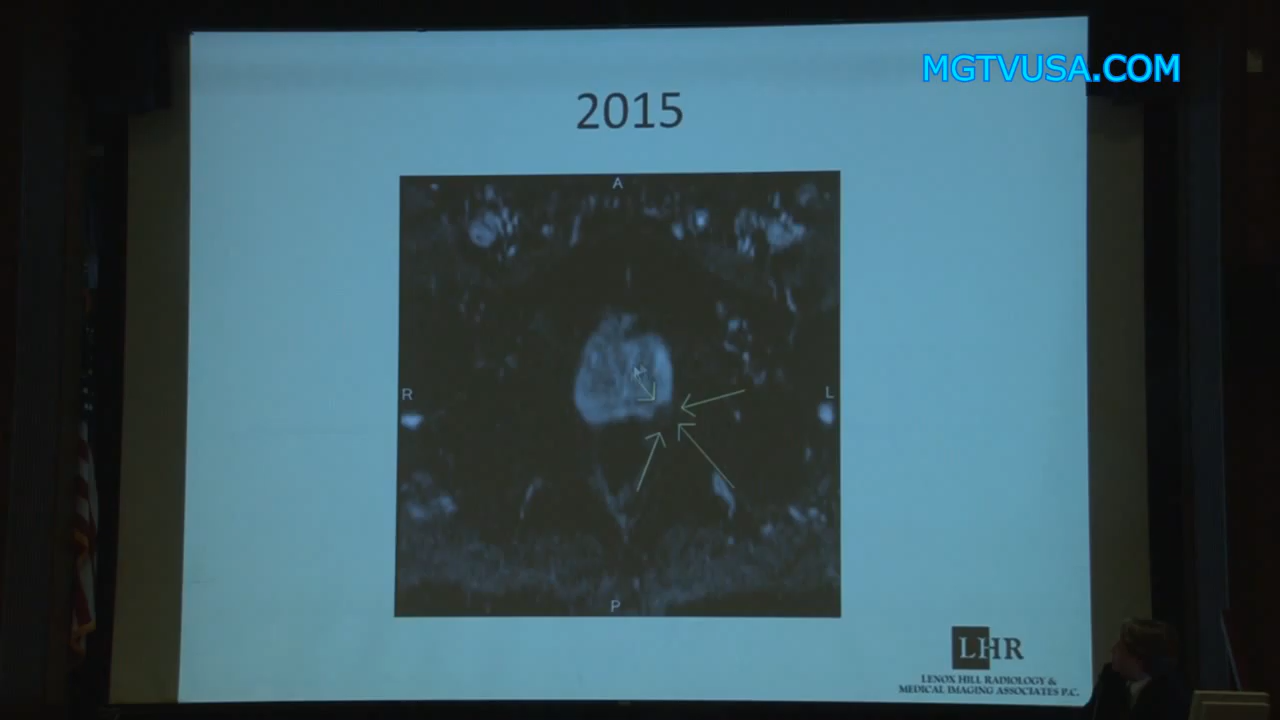 MGTVUSA.COM
2015
A
R
L
P
LHR
LENOX HILL RADIOLOGY &
MEDICAL IMAGING ASSOCIATES P.C.